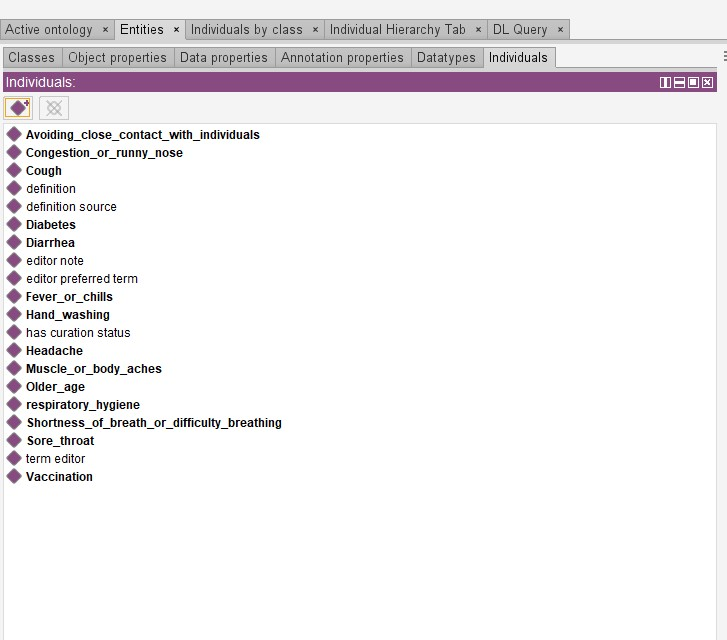 Active ontology × Entities × Individuals by class × Individual Hierarchy Tab × DL Query ×
Classes Object properties Data properties Annotation properties Datatypes Individuals
Individuals:
Avoiding_close_contact_with_individuals
Congestion_or_runny_nose
Cough
definition
definition source
Diabetes
Diarrhea
editor note
editor preferred term
Fever_or_chills
Hand_washing
has curation status
Headache
Muscle_or_body_aches
Older_age
respiratory_hygiene
Shortness_of_breath_or_difficulty_breathing
Sore_throat
term editor
Vaccination